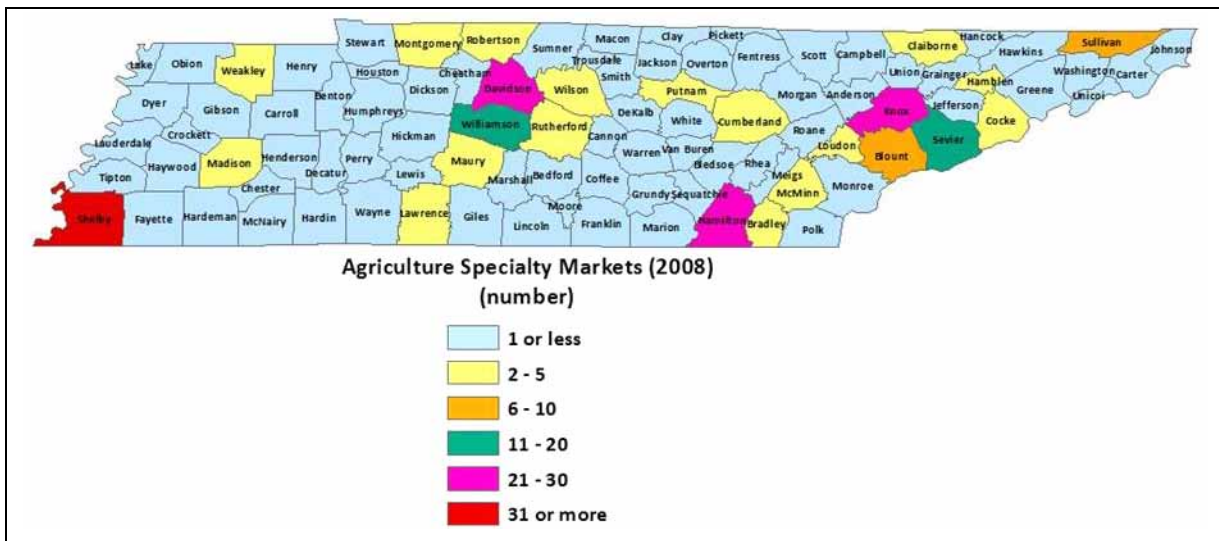 Stewart
Montgomery
Robertson
Sumner
Macon
Clay
Pickett
Hancock
Sullivan
Johnson
Lake
Obion
Weakley
Henry
Houston
Cheatham
Davidson
Trousdale
Wilson
Smith
Jackson
Overton
Fentress
Scott
Campbell
Claiborne
Union
Grainger
Hawkins
Hamblen
Greene
Washington
Carter
Unicoi
Dyer
Gibson
Carroll
Benton
Humphreys
Dickson
Putnam
Morgan
Anderson
Knox
Jefferson
Cocke
Crockett
Hickman
Williamson
Rutherford
Cannon
DeKalb
White
Cumberland
Roane
Loudon
Blount
Sevier
Lauderdale
Haywood
Madison
Henderson
Decatur
Perry
Lewis
Maury
Marshall
Bedford
Coffee
Warren
Van Buren
Bledsoe
Rhea
Meigs
McMinn
Monroe
Tipton
Chester
Moore
Grundy
Sequatchie
Shelby
Fayette
Hardeman
McNairy
Hardin
Wayne
Lawrence
Giles
Lincoln
Franklin
Marion
Hamilton
Bradley
Polk
Agriculture Specialty Markets (2008)
(number)
1 or less
2 - 5
6 - 10
11 - 20
21 - 30
31 or more